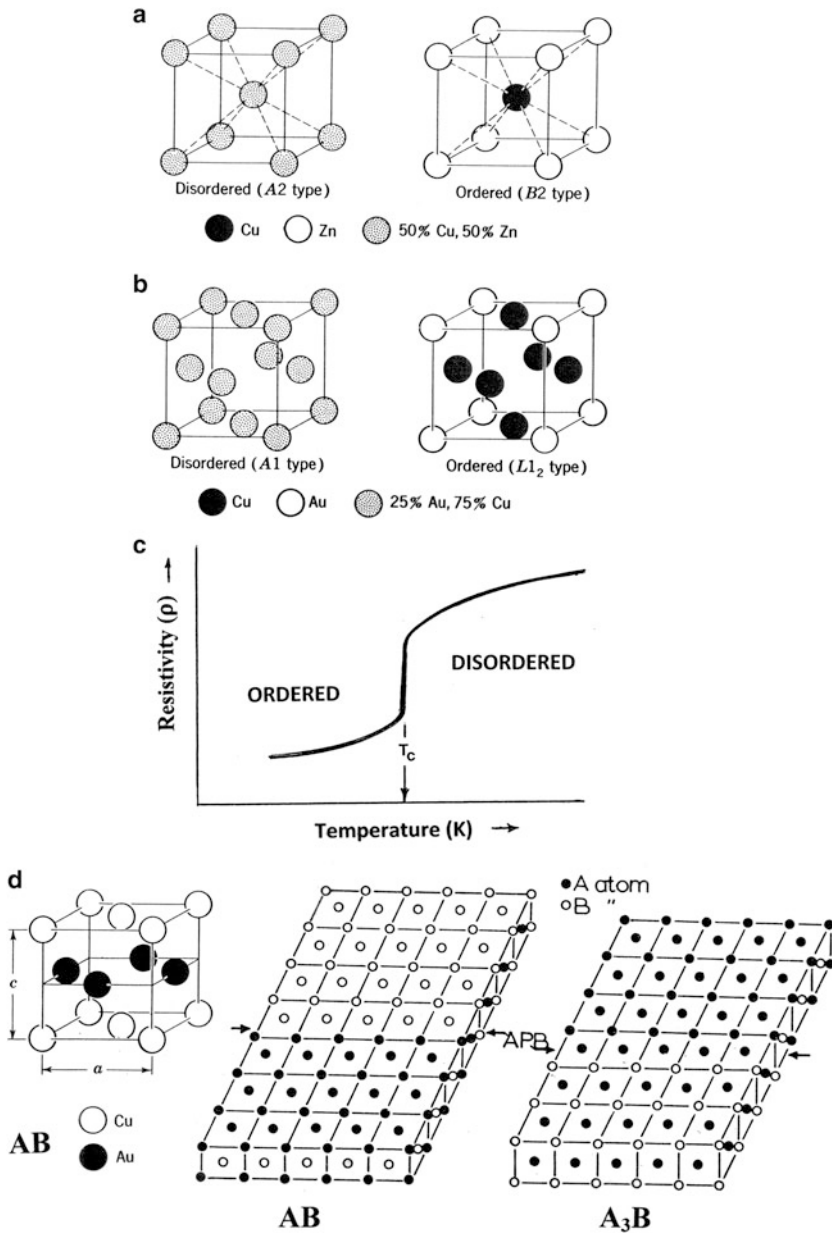 a
Disordered (A2 type)
Ordered (B2 type)
Cu
Zn
50% Cu, 50% Zn
b
Disordered (A1 type)
Ordered (L1₂ type)
Cu
Au
25% Au, 75% Cu
c
Resistivity (ρ)
ORDERED
DISORDERED
Tc
Temperature (K)
d
c
a
Cu
Au
AB
A atom
B "
APB
AB
A₃B